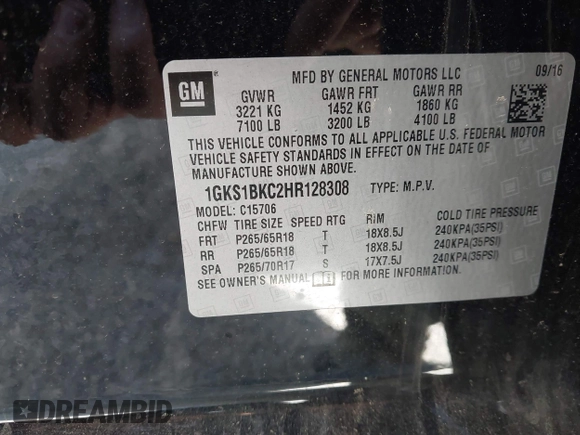 GM
MFD BY GENERAL MOTORS LLC 09/16
GVWR GAWR FRT GAWR RR
3221 KG 1452 KG 1860 KG
7100 LB 3200 LB 4100 LB
THIS VEHICLE CONFORMS TO ALL APPLICABLE U.S. FEDERAL MOTOR
VEHICLE SAFETY STANDARDS IN EFFECT ON THE DATE OF
MANUFACTURE SHOWN ABOVE.
1GKS1BKC2HR128308 TYPE: M.P.V.
MODEL: C15706
CHFW TIRE SIZE SPEED RTG RIM COLD TIRE PRESSURE
FRT P265/65R18 T 18X8.5J 240KPA(35PSI)
RR P265/65R18 T 18X8.5J 240KPA(35PSI)
SPA P265/70R17 S 17X7.5J 240KPA(35PSI)
SEE OWNER'S MANUAL FOR MORE INFORMATION.
DREAMBID